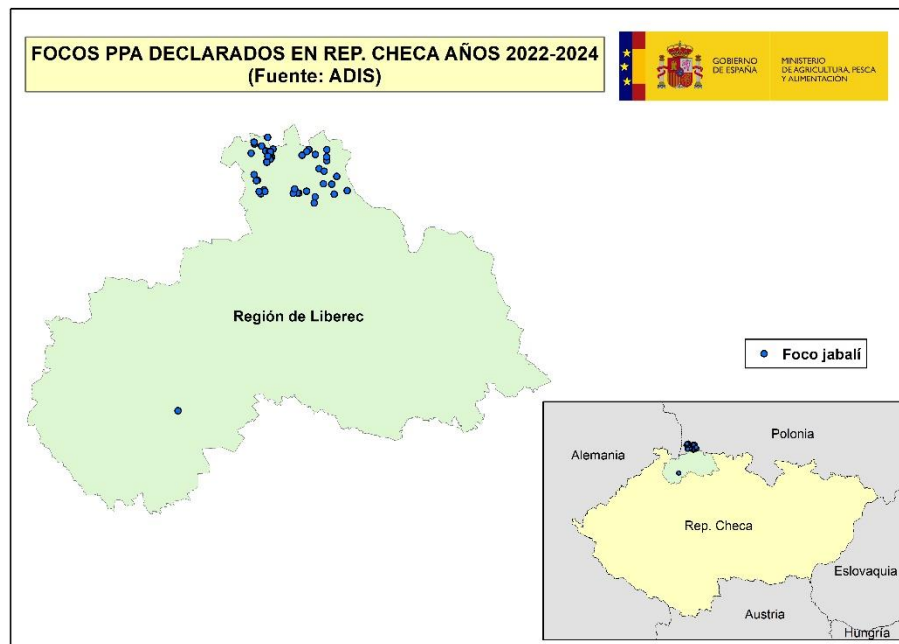 FOCOS PPA DECLARADOS EN REP. CHECA AÑOS 2022-2024
(Fuente: ADIS)
GOBIERNO
DE ESPAÑA
MINISTERIO
DE AGRICULTURA, PESCA
Y ALIMENTACIÓN
Región de Liberec
Foco jabalí
Alemania
Polonia
Rep. Checa
Eslovaquia
Austria
Hungría